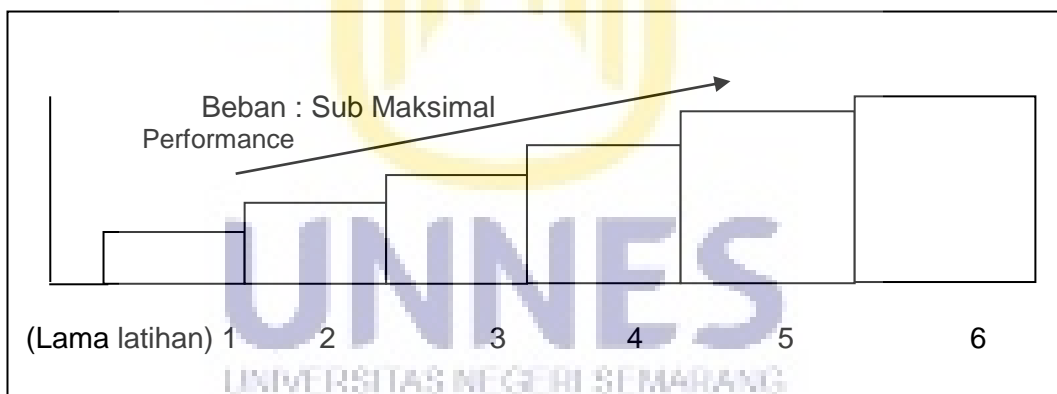 Beban : Sub Maksimal
Performance
(Lama latihan) 1 2 3 4 5 6
UNNES
UNIVERSITAS NEGERI SEMARANG